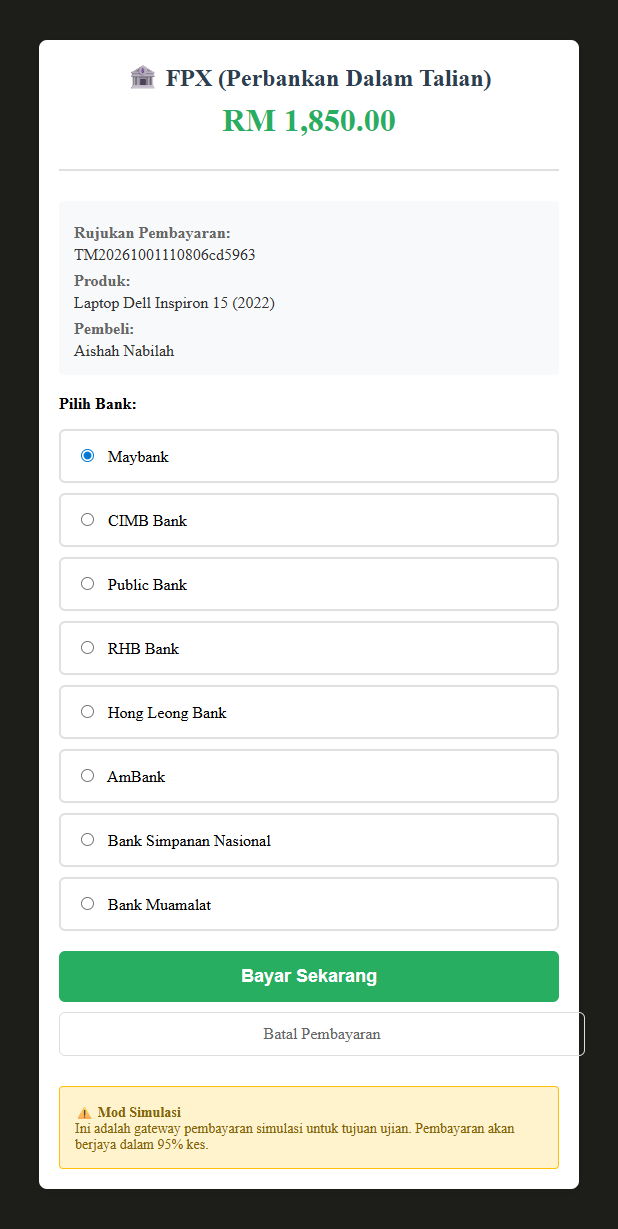 FPX (Perbankan Dalam Talian)
RM 1,850.00
Rujukan Pembayaran:
TM20261001110806cd5963
Produk:
Laptop Dell Inspiron 15 (2022)
Pembeli:
Aishah Nabilah
Pilih Bank:
Maybank
CIMB Bank
Public Bank
RHB Bank
Hong Leong Bank
AmBank
Bank Simpanan Nasional
Bank Muamalat
Bayar Sekarang
Batal Pembayaran
Mod Simulasi
Ini adalah gateway pembayaran simulasi untuk tujuan ujian. Pembayaran akan
berjaya dalam 95% kes.